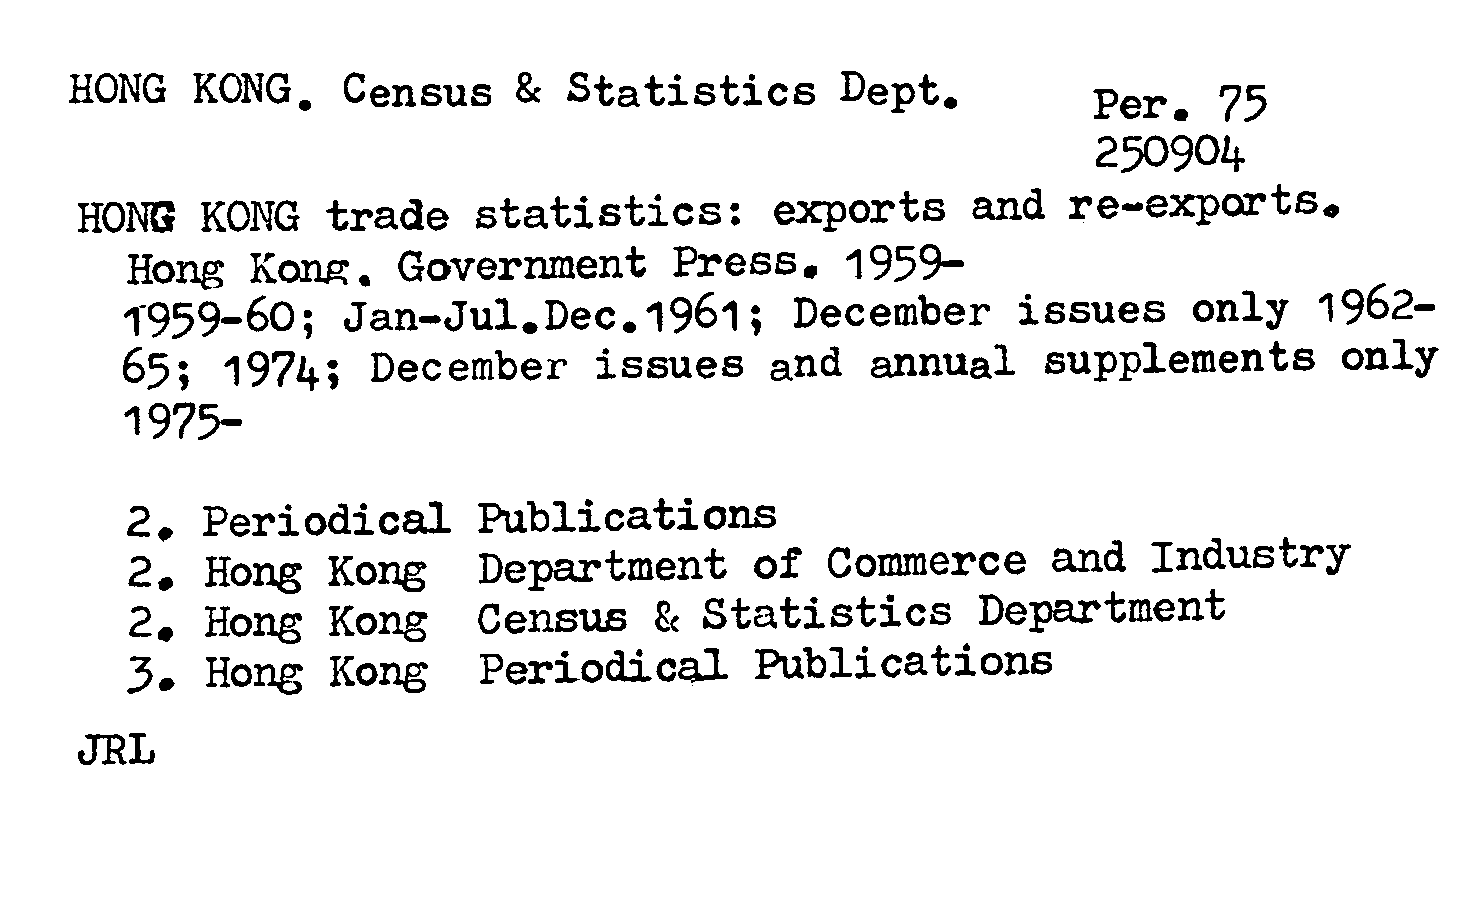 HONG KONG. Census & Statistics Dept.
Per. 75
250904
HONG KONG trade statistics: exports and re-exports.
Hong Kong. Government Press. 1959-
1959-60; Jan-Jul.Dec.1961; December issues only 1962-
65; 1974; December issues and annual supplements only
1975-
2. Periodical Publications
2. Hong Kong Department of Commerce and Industry
2. Hong Kong Census & Statistics Department
3. Hong Kong Periodical Publications
JRL